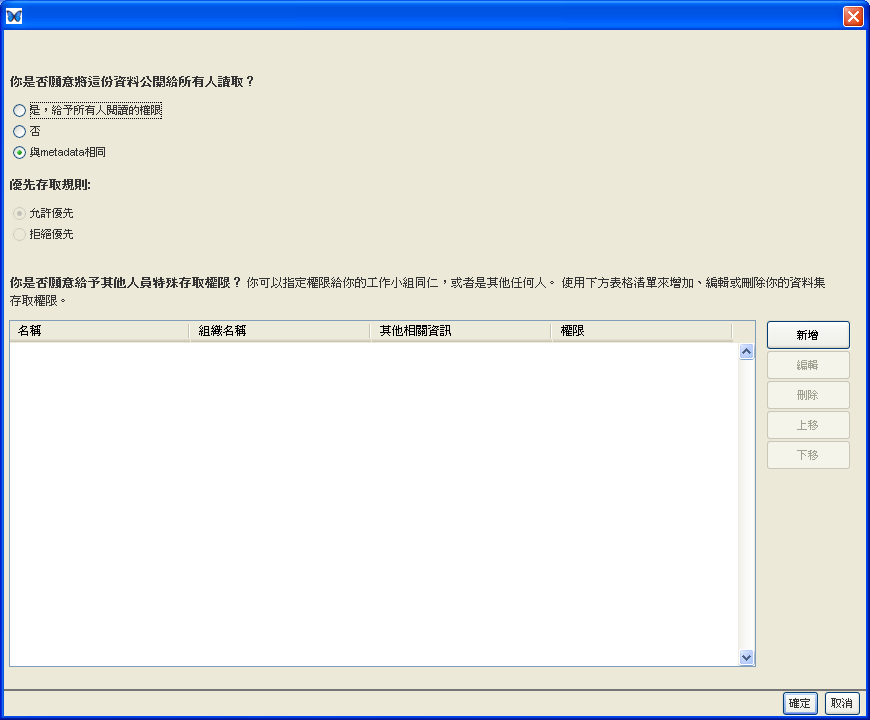 你是否願意將這份資料公開給所有人讀取？
是，給予所有人閱讀的權限
否
與metadata相同
優先存取規則:
允許優先
拒絕優先
你是否願意給予其他人員特殊存取權限？ 你可以指定權限給你的工作小組同仁，或者是其他任何人。 使用下方表格清單來增加、編輯或刪除你的資料集
存取權限。
名稱 組織名稱 其他相關資訊 權限
新增
編輯
刪除
上移
下移
確定 取消